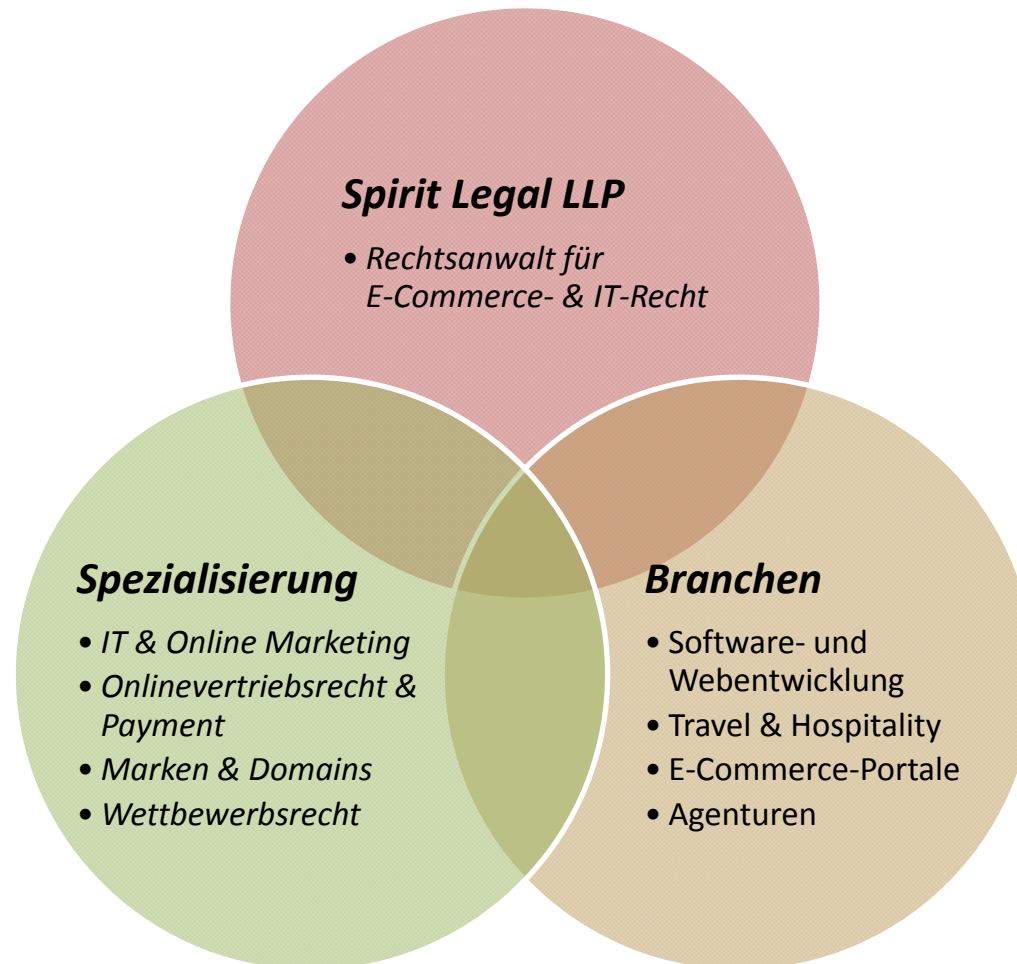 Spirit Legal LLP
• Rechtsanwalt für
E-Commerce- & IT-Recht
Spezialisierung
• IT & Online Marketing
• Onlinevertriebsrecht &
Payment
• Marken & Domains
• Wettbewerbsrecht
Branchen
• Software- und
Webentwicklung
• Travel & Hospitality
• E-Commerce-Portale
• Agenturen